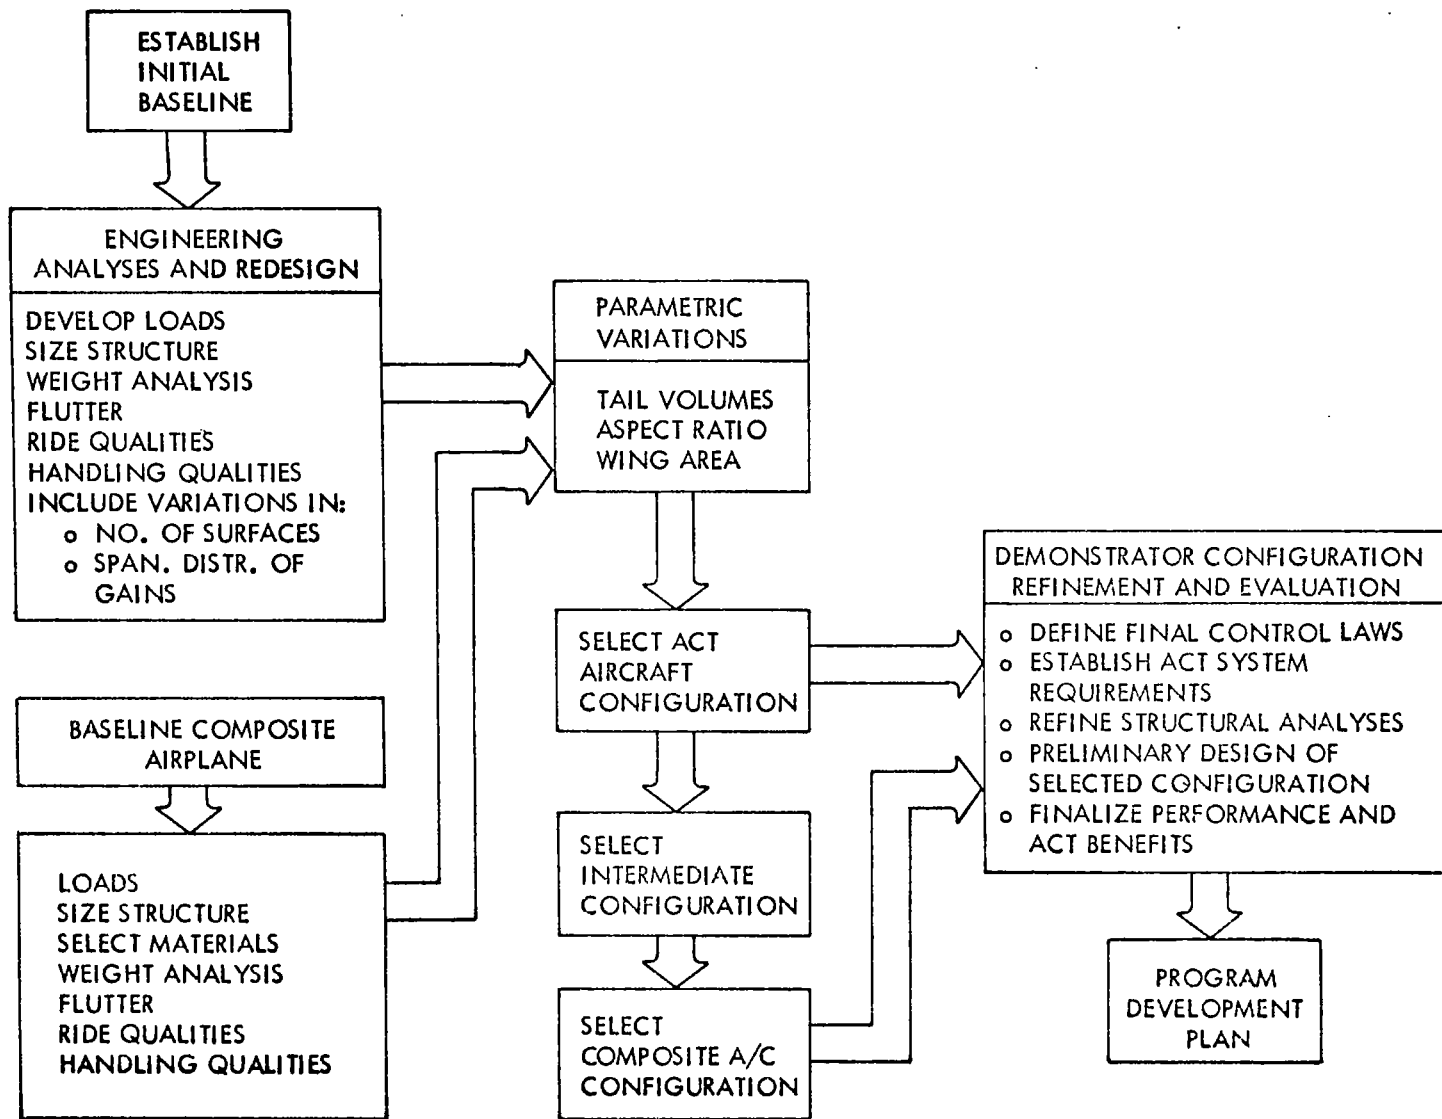 ESTABLISH
INITIAL
BASELINE
ENGINEERING
ANALYSES AND REDESIGN
DEVELOP LOADS
SIZE STRUCTURE
WEIGHT ANALYSIS
FLUTTER
RIDE QUALITIES
HANDLING QUALITIES
INCLUDE VARIATIONS IN:
o NO. OF SURFACES
o SPAN. DISTR. OF
GAINS
BASELINE COMPOSITE
AIRPLANE
LOADS
SIZE STRUCTURE
SELECT MATERIALS
WEIGHT ANALYSIS
FLUTTER
RIDE QUALITIES
HANDLING QUALITIES
PARAMETRIC
VARIATIONS
TAIL VOLUMES
ASPECT RATIO
WING AREA
SELECT ACT
AIRCRAFT
CONFIGURATION
SELECT
INTERMEDIATE
CONFIGURATION
SELECT
COMPOSITE A/C
CONFIGURATION
DEMONSTRATOR CONFIGURATION
REFINEMENT AND EVALUATION
o DEFINE FINAL CONTROL LAWS
o ESTABLISH ACT SYSTEM
REQUIREMENTS
o REFINE STRUCTURAL ANALYSES
o PRELIMINARY DESIGN OF
SELECTED CONFIGURATION
o FINALIZE PERFORMANCE AND
ACT BENEFITS
PROGRAM
DEVELOPMENT
PLAN